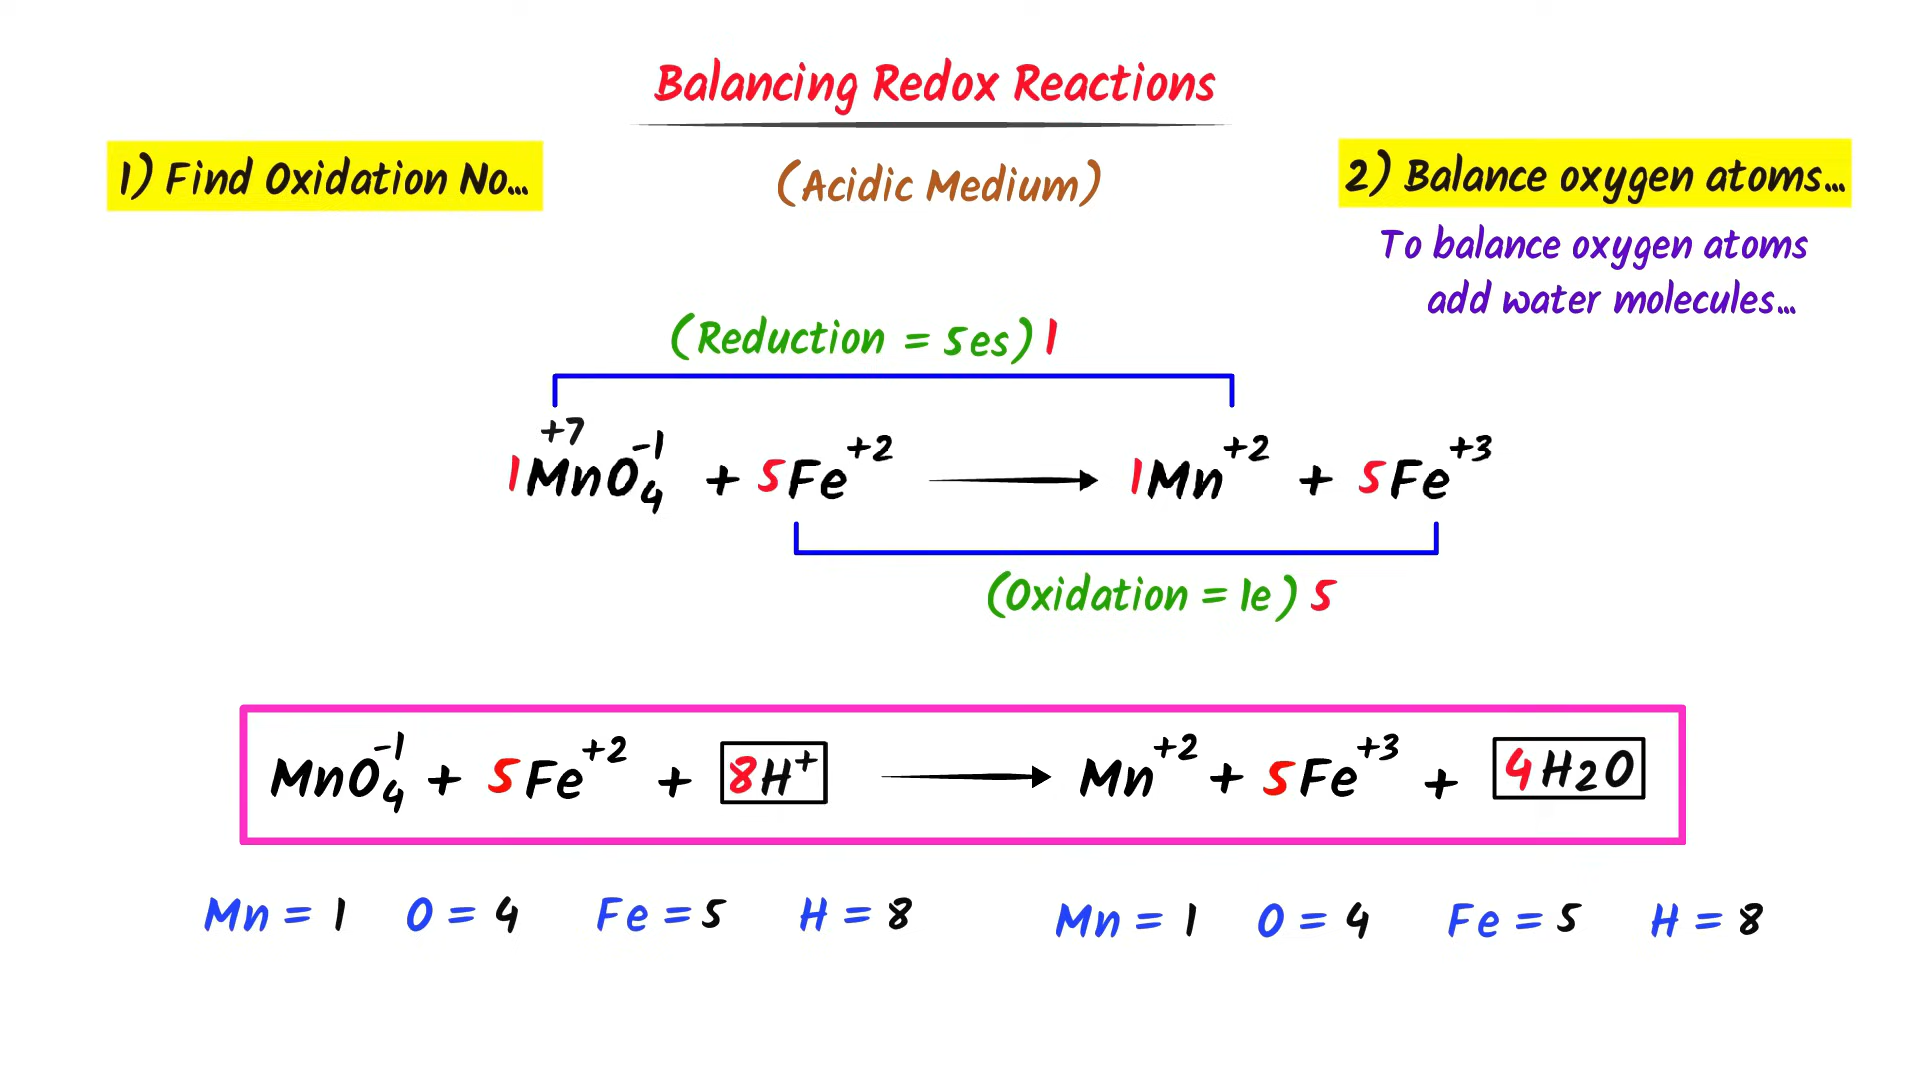 Balancing Redox Reactions
(Acidic Medium)
1) Find Oxidation No...
2) Balance oxygen atoms...
To balance oxygen atoms
add water molecules...
(Reduction = 5es) 1
+7
1MnO₄⁻¹ + 5Fe⁺² ⟶ 1Mn⁺² + 5Fe⁺³
(Oxidation = 1e) 5
MnO₄⁻¹ + 5Fe⁺² + 8H⁺ ⟶ Mn⁺² + 5Fe⁺³ + 4H2O
Mn = 1 O = 4 Fe = 5 H = 8 Mn = 1 O = 4 Fe = 5 H = 8